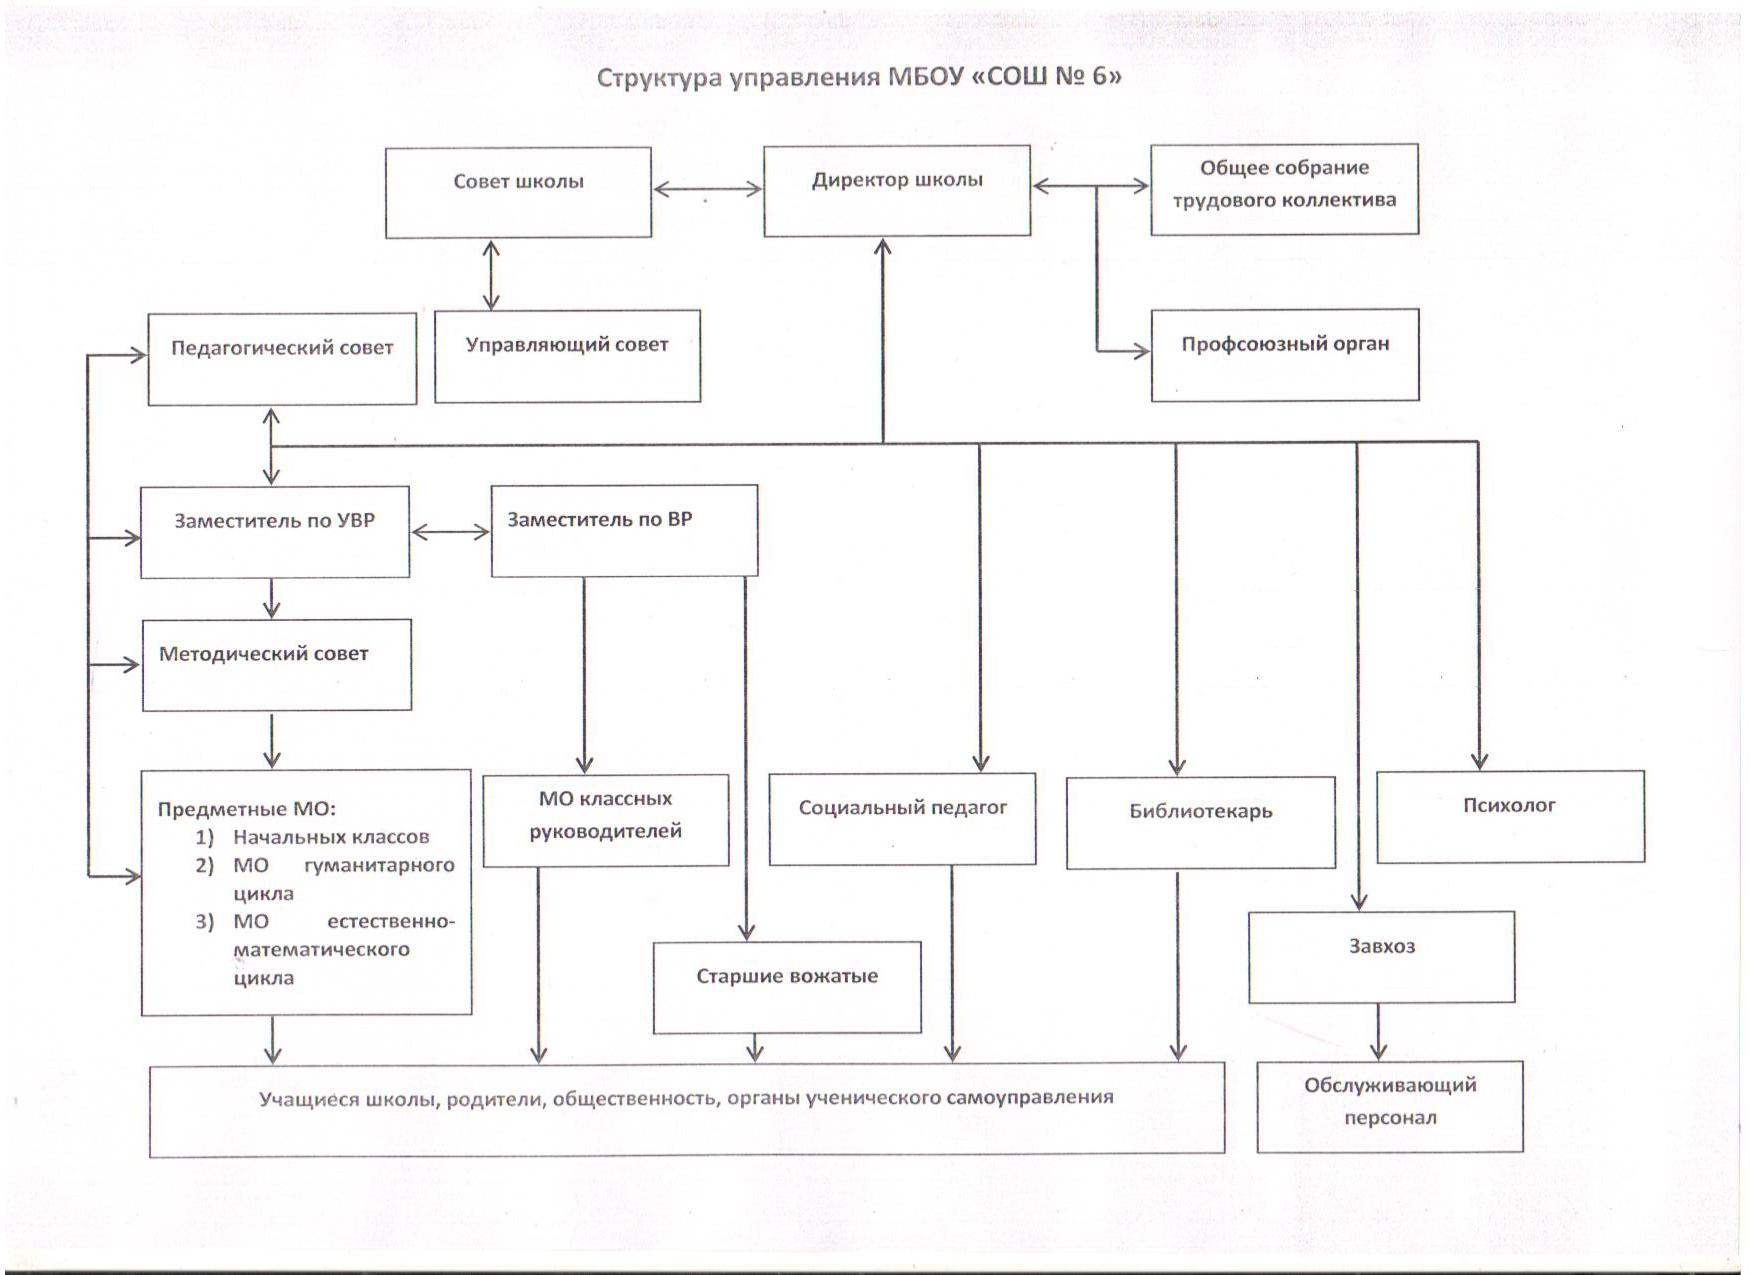 Структура управления МБОУ «СОШ № 6»
Совет школы
Директор школы
Общее собрание
трудового коллектива
Педагогический совет
Управляющий совет
Профсоюзный орган
Заместитель по УВР
Заместитель по ВР
Методический совет
Предметные МО:
1) Начальных классов
2) МО гуманитарного
цикла
3) МО естественно-
математического
цикла
МО классных
руководителей
Социальный педагог
Библиотекарь
Психолог
Старшие вожатые
Завхоз
Учащиеся школы, родители, общественность, органы ученического самоуправления
Обслуживающий
персонал